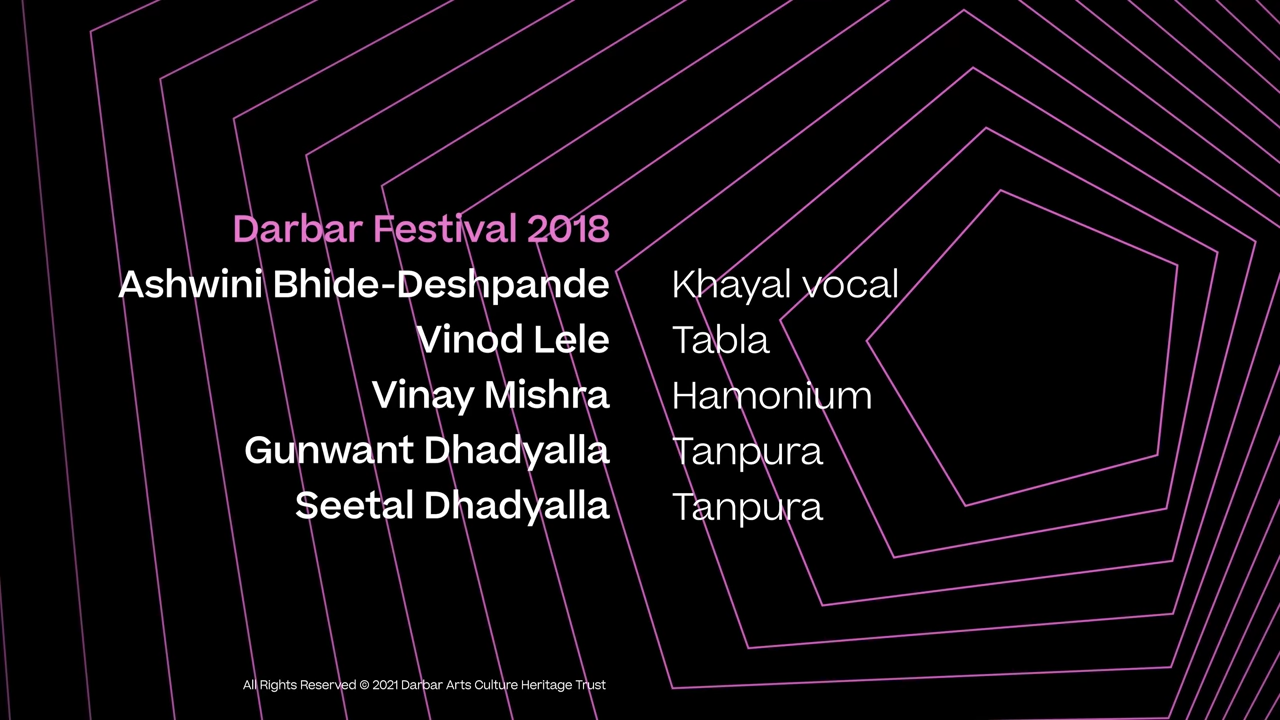 Darbar Festival 2018
Ashwini Bhide-Deshpande Khayal vocal
Vinod Lele Tabla
Vinay Mishra Hamonium
Gunwant Dhadyalla Tanpura
Seetal Dhadyalla Tanpura
All Rights Reserved © 2021 Darbar Arts Culture Heritage Trust